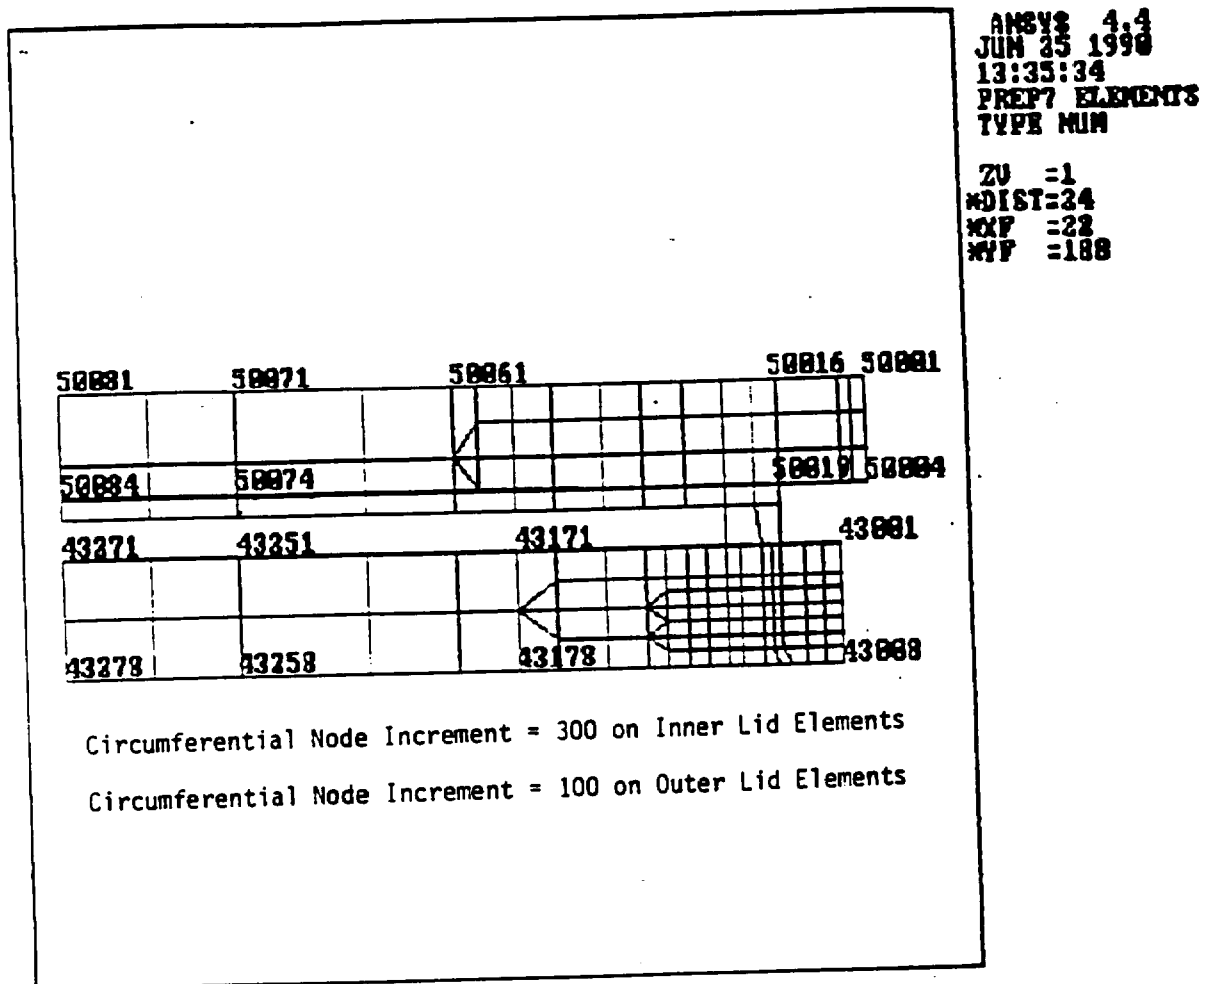 ANSYS 4.4
JUN 25 1990
13:35:34
PREP7 ELEMENTS
TYPE NUM
ZV =1
*DIST=24
*XF =22
*YF =188
50081 50071 50061 50016 50001
50084 50074 50019 50004
43271 43251 43171 43001
43278 43258 43178 43008
Circumferential Node Increment = 300 on Inner Lid Elements
Circumferential Node Increment = 100 on Outer Lid Elements